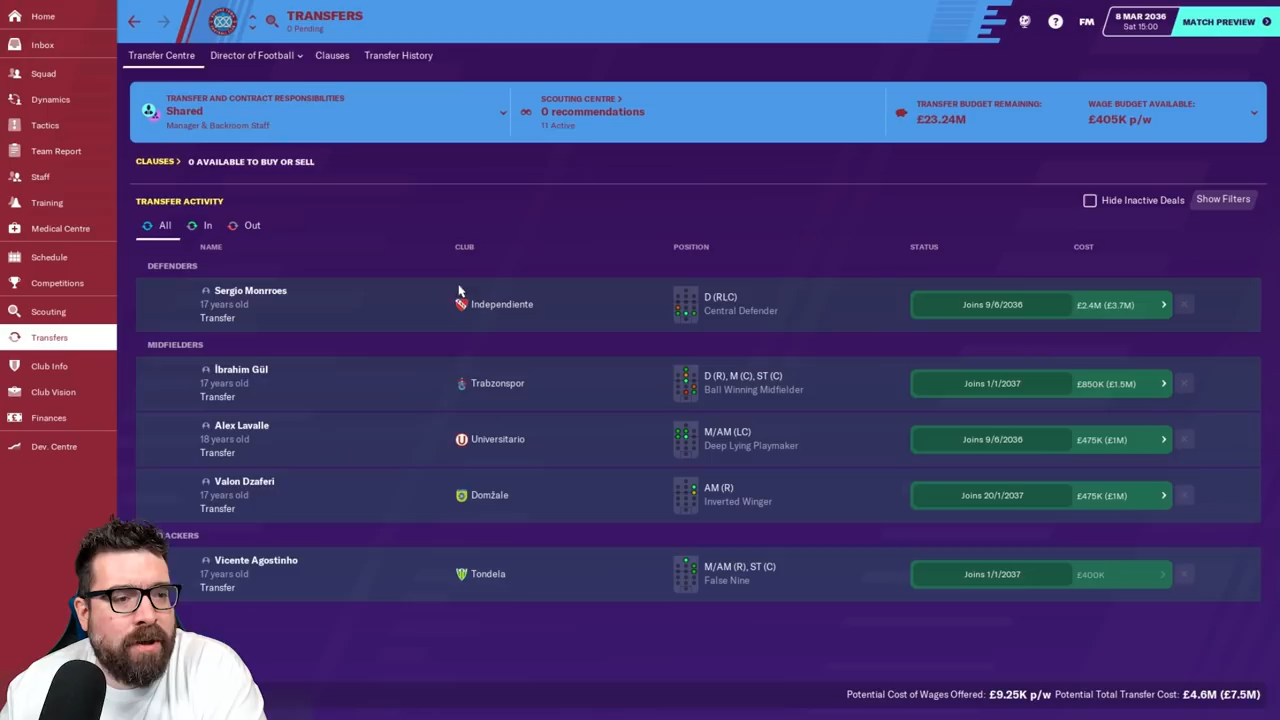 Home
Inbox
Squad
Dynamics
Tactics
Team Report
Staff
Training
Medical Centre
Schedule
Competitions
Scouting
Transfers
Club Info
Club Vision
Finances
Dev. Centre
TRANSFERS
0 Pending
?
FM
8 MAR 2036
Sat 15:00
MATCH PREVIEW
Transfer Centre
Director of Football
Clauses
Transfer History
TRANSFER AND CONTRACT RESPONSIBILITIES
Shared
Manager & Backroom Staff
SCOUTING CENTRE >
0 recommendations
11 Active
TRANSFER BUDGET REMAINING:
£23.24M
WAGE BUDGET AVAILABLE:
£405K p/w
CLAUSES > 0 AVAILABLE TO BUY OR SELL
TRANSFER ACTIVITY
Hide Inactive Deals
Show Filters
All In Out
NAME CLUB POSITION STATUS COST
DEFENDERS
Sergio Monrroes
17 years old
Transfer
Independiente
D (RLC)
Central Defender
Joins 9/6/2036
£2.4M (£3.7M)
MIDFIELDERS
İbrahim Gül
17 years old
Transfer
Trabzonspor
D (R), M (C), ST (C)
Ball Winning Midfielder
Joins 1/1/2037
£850K (£1.5M)
Alex Lavalle
18 years old
Transfer
Universitario
M/AM (LC)
Deep Lying Playmaker
Joins 9/6/2036
£475K (£1M)
Valon Dzaferi
17 years old
Transfer
Domžale
AM (R)
Inverted Winger
Joins 20/1/2037
£475K (£1M)
ACKERS
Vicente Agostinho
17 years old
Transfer
Tondela
M/AM (R), ST (C)
False Nine
Joins 1/1/2037
£400K
Potential Cost of Wages Offered: £9.25K p/w Potential Total Transfer Cost: £4.6M (£7.5M)